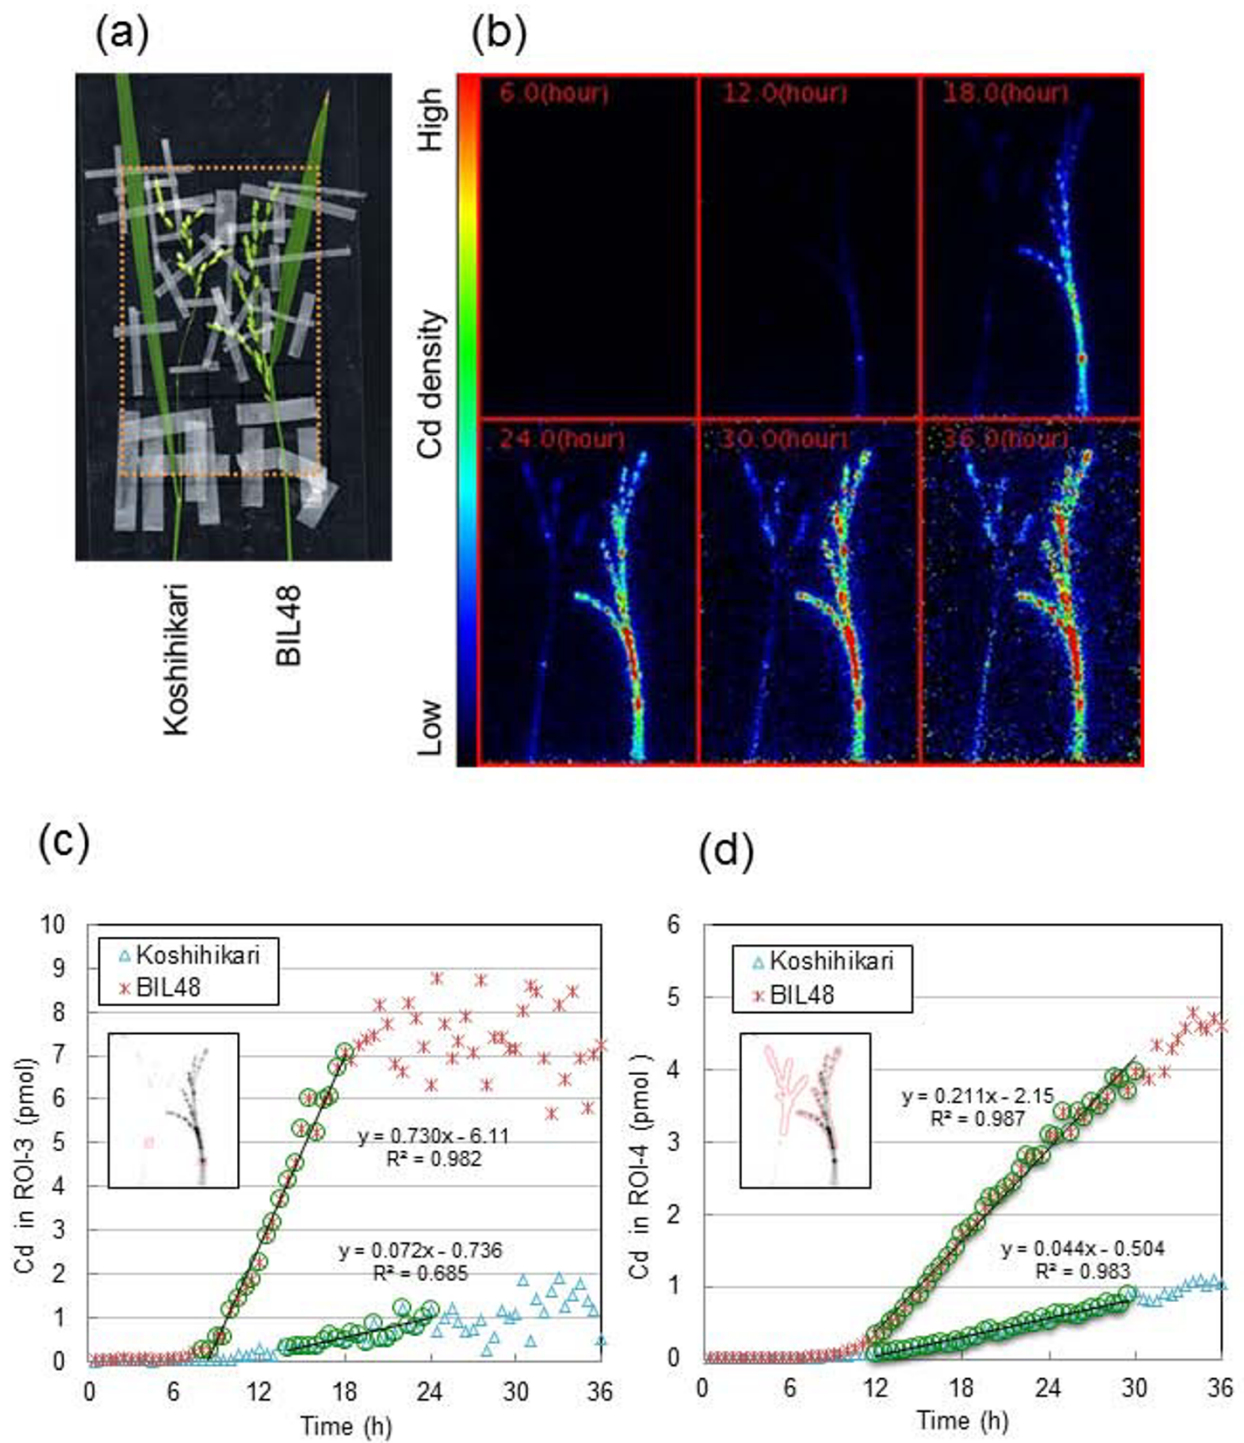 (a)
(b)
High
Cd density
Low
6.0(hour)
12.0(hour)
18.0(hour)
24.0(hour)
30.0(hour)
36.0(hour)
Koshihikari
BIL48
(c)
10
9
8
7
6
5
4
3
2
1
0
Cd in ROI-3 (pmol)
Koshihikari
BIL48
y = 0.730x - 6.11
R² = 0.982
y = 0.072x - 0.736
R² = 0.685
0 6 12 18 24 30 36
Time (h)
(d)
6
5
4
3
2
1
0
Cd in ROI-4 (pmol )
Koshihikari
BIL48
y = 0.211x - 2.15
R² = 0.987
y = 0.044x - 0.504
R² = 0.983
0 6 12 18 24 30 36
Time (h)